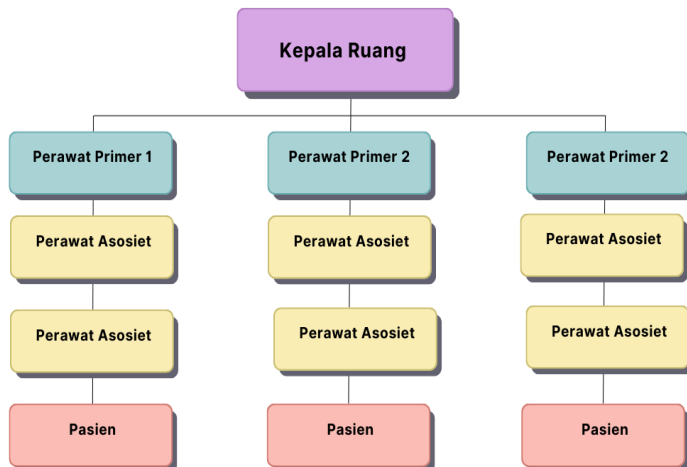 Kepala Ruang
Perawat Primer 1
Perawat Primer 2
Perawat Primer 2
Perawat Asosiet
Perawat Asosiet
Perawat Asosiet
Perawat Asosiet
Perawat Asosiet
Perawat Asosiet
Pasien
Pasien
Pasien